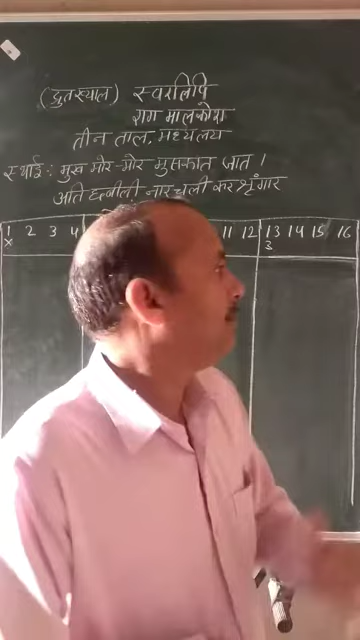 (द्रुतख्याल) स्वरलिपि
राग मालकोश
तीन ताल, मध्यलय
स्थाई : मुख मोर-मोर मुसकात जात ।
अति छबीली नार चली कर श्रृंगार
1 2 3 4 11 12 13 14 15 16
x 3